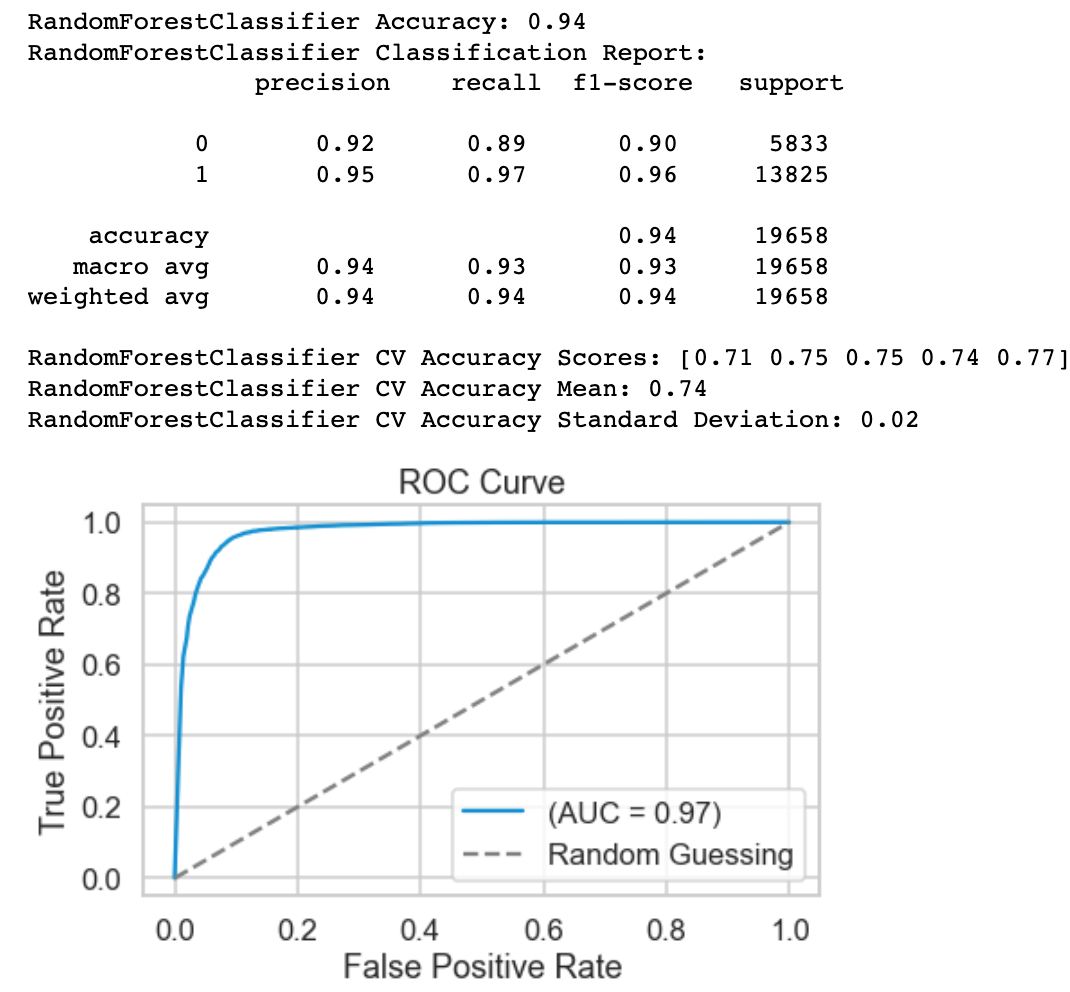 RandomForestClassifier Accuracy: 0.94
RandomForestClassifier Classification Report:
precision recall f1-score support
0 0.92 0.89 0.90 5833
1 0.95 0.97 0.96 13825
accuracy 0.94 19658
macro avg 0.94 0.93 0.93 19658
weighted avg 0.94 0.94 0.94 19658
RandomForestClassifier CV Accuracy Scores: [0.71 0.75 0.75 0.74 0.77]
RandomForestClassifier CV Accuracy Mean: 0.74
RandomForestClassifier CV Accuracy Standard Deviation: 0.02
ROC Curve
True Positive Rate
1.0
0.8
0.6
0.4
0.2
0.0
(AUC = 0.97)
Random Guessing
0.0 0.2 0.4 0.6 0.8 1.0
False Positive Rate